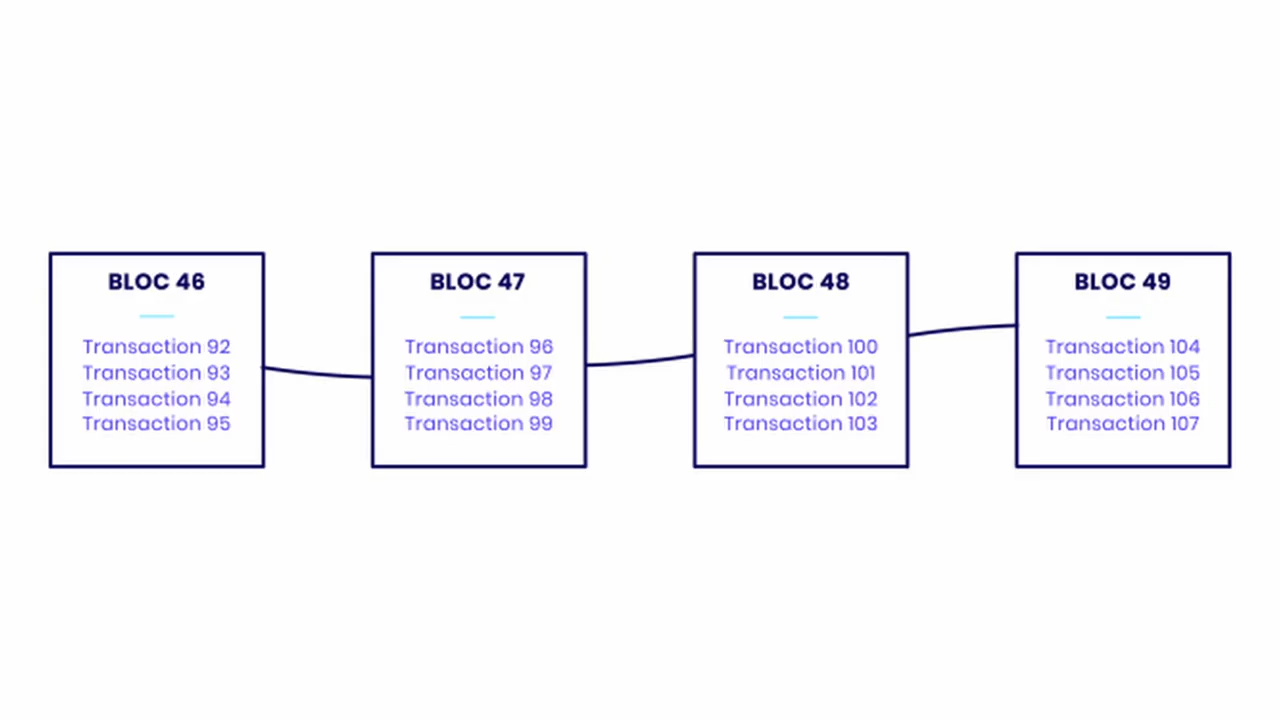 BLOC 46
Transaction 92
Transaction 93
Transaction 94
Transaction 95
BLOC 47
Transaction 96
Transaction 97
Transaction 98
Transaction 99
BLOC 48
Transaction 100
Transaction 101
Transaction 102
Transaction 103
BLOC 49
Transaction 104
Transaction 105
Transaction 106
Transaction 107